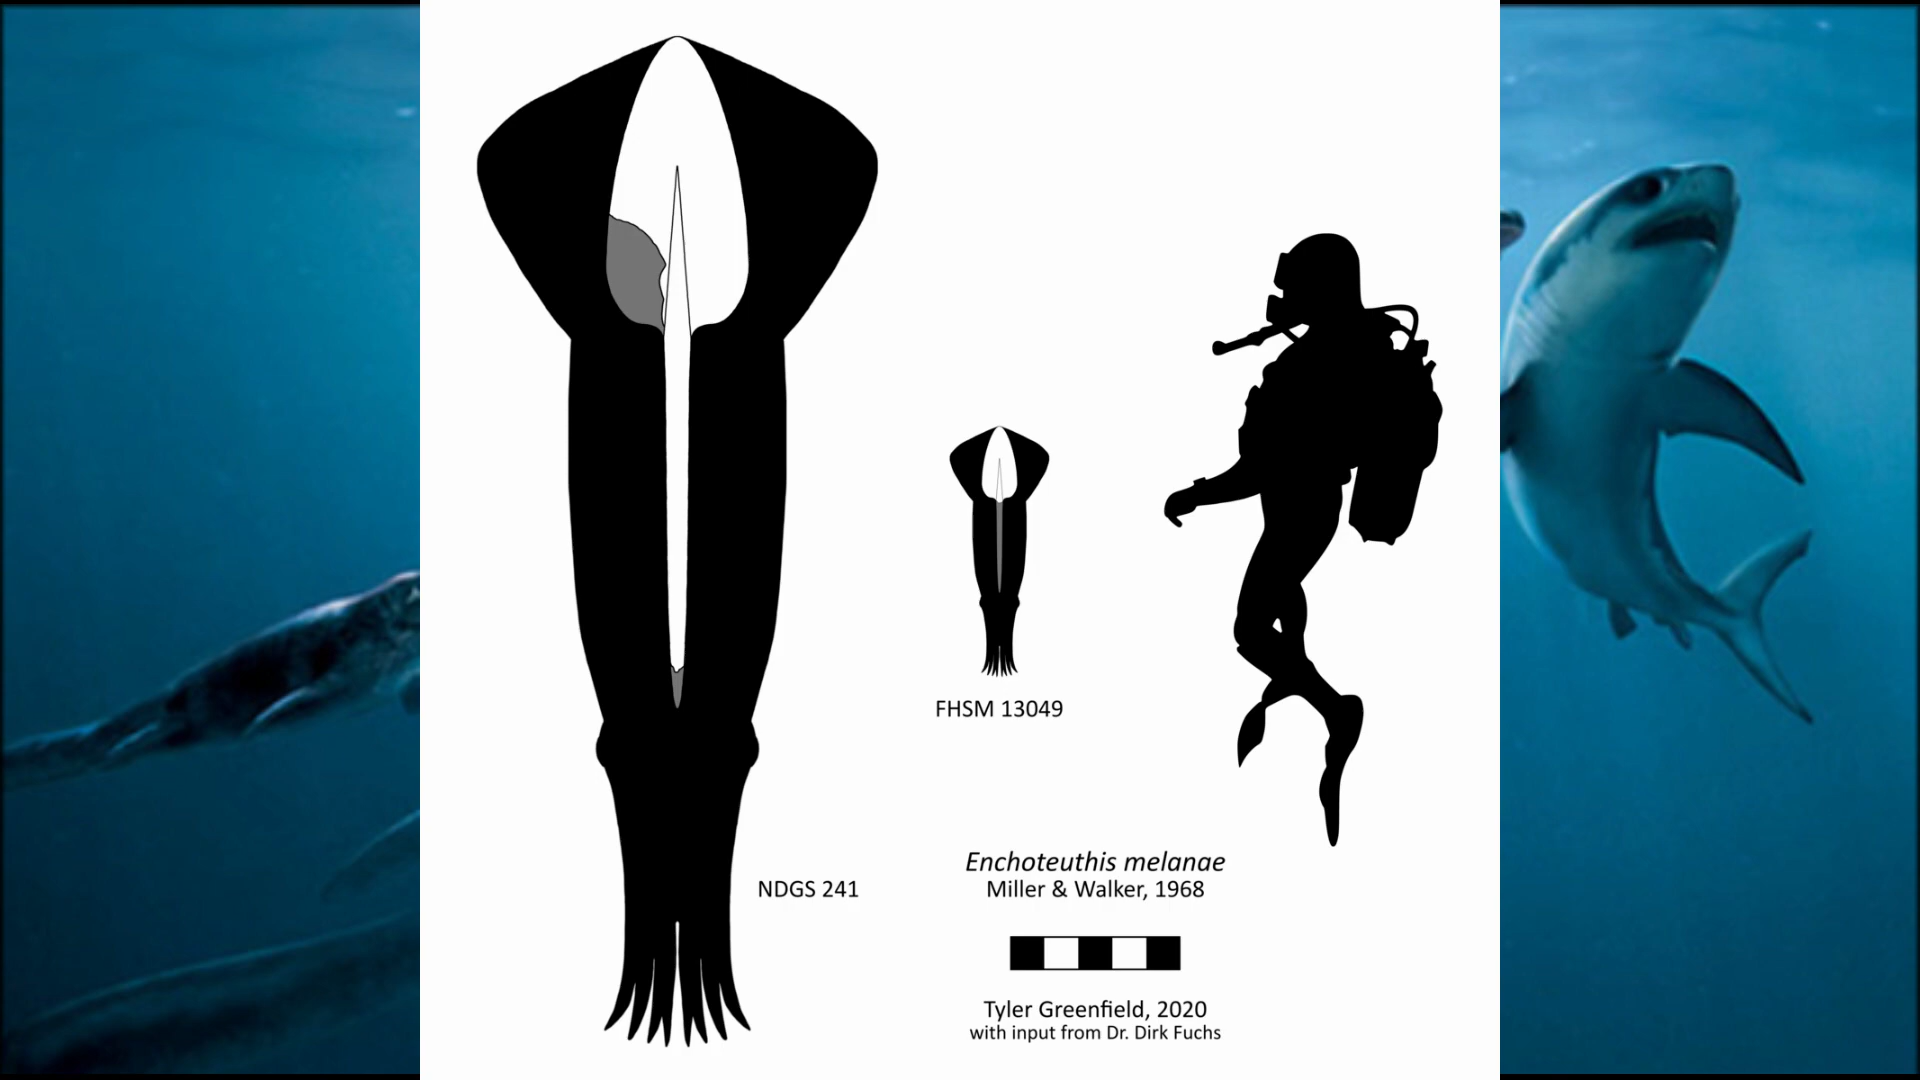 FHSM 13049
NDGS 241
Enchoteuthis melanae
Miller & Walker, 1968
Tyler Greenfield, 2020
with input from Dr. Dirk Fuchs